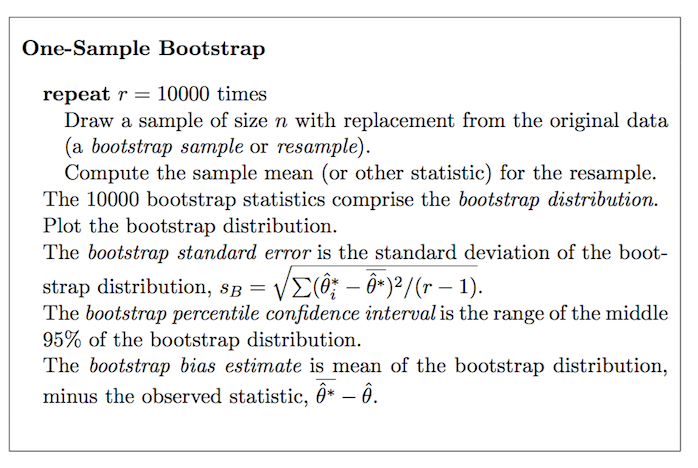 One-Sample Bootstrap
repeat r = 10000 times
Draw a sample of size n with replacement from the original data
(a bootstrap sample or resample).
Compute the sample mean (or other statistic) for the resample.
The 10000 bootstrap statistics comprise the bootstrap distribution.
Plot the bootstrap distribution.
The bootstrap standard error is the standard deviation of the boot-
strap distribution, $s_B = \sqrt{\sum(\hat{\theta}_i^* - \overline{\hat{\theta}^*})^2/(r-1)}$.
The bootstrap percentile confidence interval is the range of the middle
95% of the bootstrap distribution.
The bootstrap bias estimate is mean of the bootstrap distribution,
minus the observed statistic, $\overline{\hat{\theta}^*} - \hat{\theta}$.